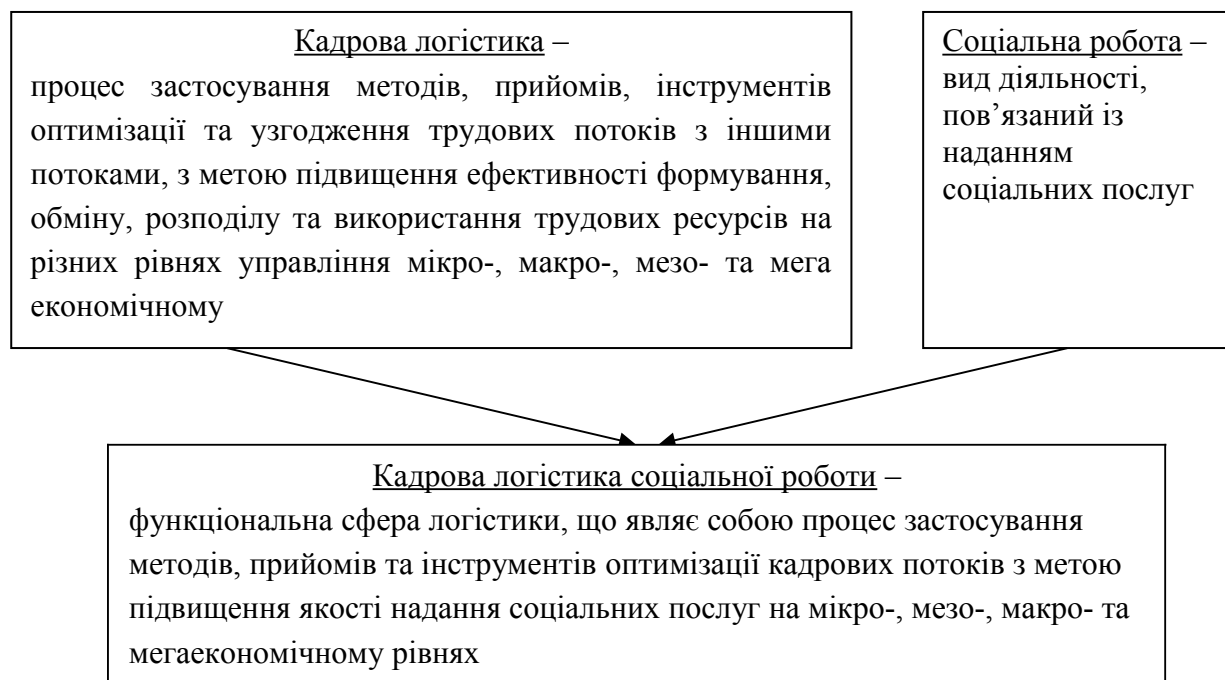 Кадрова логістика –
процес застосування методів, прийомів, інструментів
оптимізації та узгодження трудових потоків з іншими
потоками, з метою підвищення ефективності формування,
обміну, розподілу та використання трудових ресурсів на
різних рівнях управління мікро-, макро-, мезо- та мега
економічному
Соціальна робота –
вид діяльності,
пов’язаний із
наданням
соціальних послуг
Кадрова логістика соціальної роботи –
функціональна сфера логістики, що являє собою процес застосування
методів, прийомів та інструментів оптимізації кадрових потоків з метою
підвищення якості надання соціальних послуг на мікро-, мезо-, макро- та
мегаекономічному рівнях